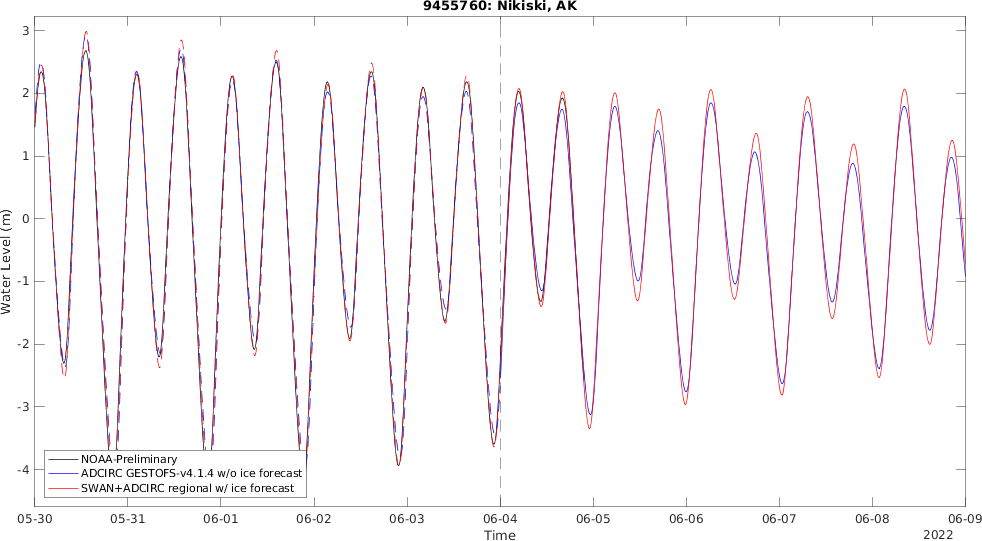 9455760: Nikiski, AK
Water Level (m)
3
2
1
0
-1
-2
-3
-4
NOAA-Preliminary
ADCIRC GESTOFS-v4.1.4 w/o ice forecast
SWAN+ADCIRC regional w/ ice forecast
05-30 05-31 06-01 06-02 06-03 06-04 06-05 06-06 06-07 06-08 06-09
Time
2022